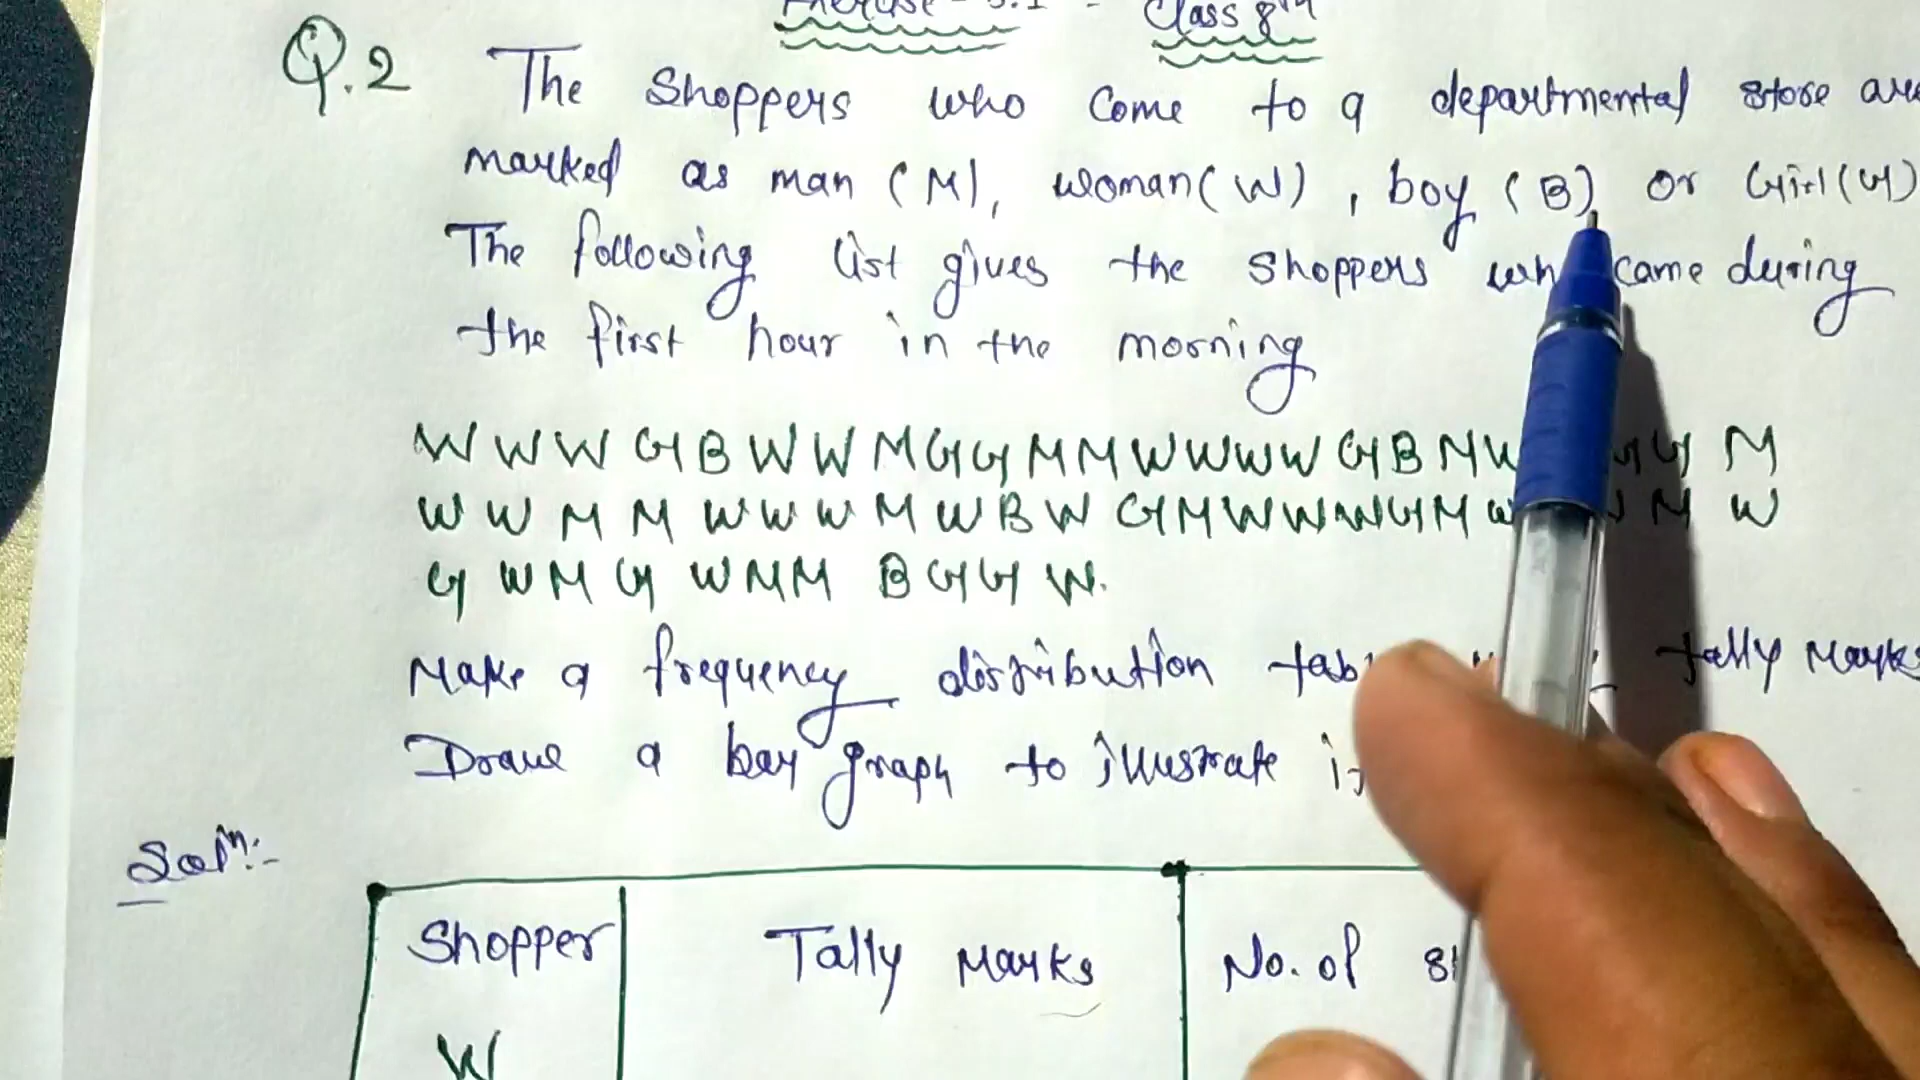 Exercise - 5.1 - Class 8th
Q.2 The Shoppers who come to a departmental store are
marked as man (M), woman (W), boy (B) or Girl (G)
The following list gives the shoppers who came during
the first hour in the morning
W W W G B W W M G G M M W W W W G B M W G G M
W W M M W W W M W B W G M W W W W G M W W M W
G W M G W M M B G G W.
Make a frequency distribution tally Marks
Draw a bar graph to illustrate it
Soln:-
Shopper Tally Marks No. of
W